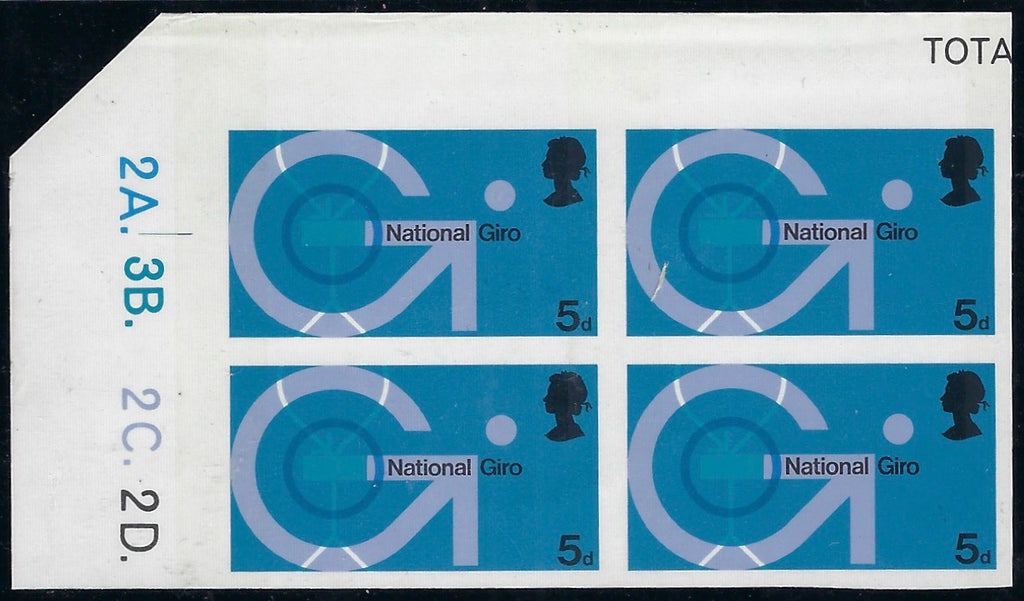 TOTA
2A. 3B. 2C. 2D.
National Giro
5d
National Giro
5d
National Giro
5d
National Giro
5d